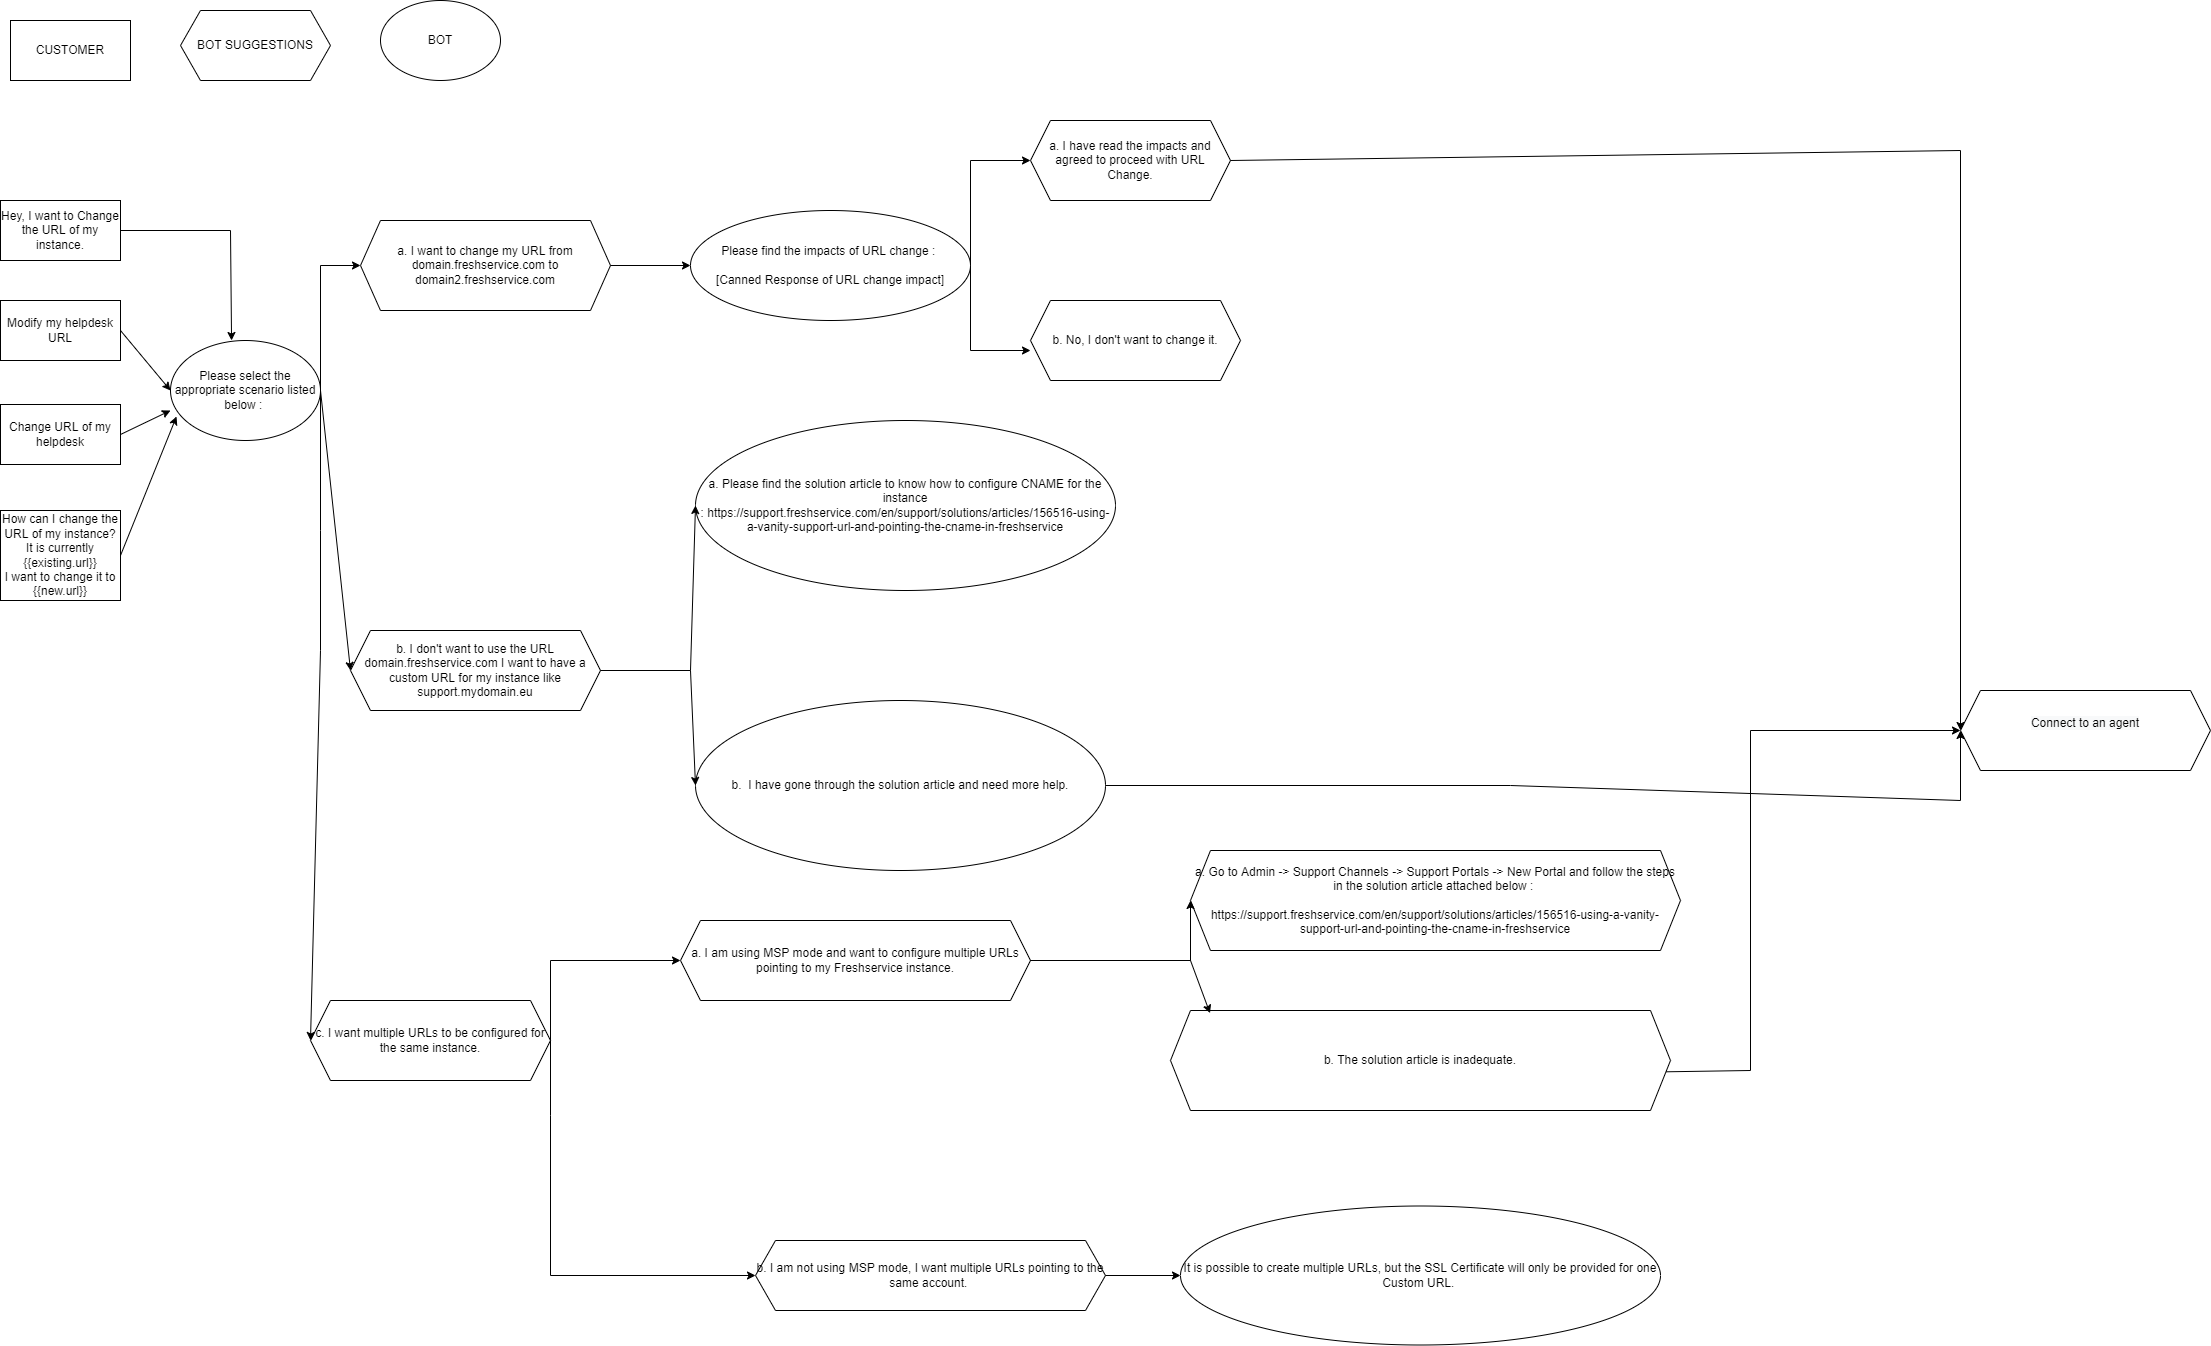 CUSTOMER
BOT SUGGESTIONS
BOT
Hey, I want to Change
the URL of my
instance.
Modify my helpdesk
URL
Change URL of my
helpdesk
How can I change the
URL of my instance?
It is currently
{{existing.url}}
I want to change it to
{{new.url}}
Please select the
appropriate scenario listed
below :
a. I want to change my URL from
domain.freshservice.com to
domain2.freshservice.com
Please find the impacts of URL change :
[Canned Response of URL change impact]
a. I have read the impacts and
agreed to proceed with URL
Change.
b. No, I don't want to change it.
b. I don't want to use the URL
domain.freshservice.com I want to have a
custom URL for my instance like
support.mydomain.eu
a. Please find the solution article to know how to configure CNAME for the
instance
: https://support.freshservice.com/en/support/solutions/articles/156516-using-
a-vanity-support-url-and-pointing-the-cname-in-freshservice
b.  I have gone through the solution article and need more help.
Connect to an agent
c. I want multiple URLs to be configured for
the same instance.
a. I am using MSP mode and want to configure multiple URLs
pointing to my Freshservice instance.
a. Go to Admin -> Support Channels -> Support Portals -> New Portal and follow the steps
in the solution article attached below :
https://support.freshservice.com/en/support/solutions/articles/156516-using-a-vanity-
support-url-and-pointing-the-cname-in-freshservice
b. The solution article is inadequate.
b. I am not using MSP mode, I want multiple URLs pointing to the
same account.
It is possible to create multiple URLs, but the SSL Certificate will only be provided for one
Custom URL.